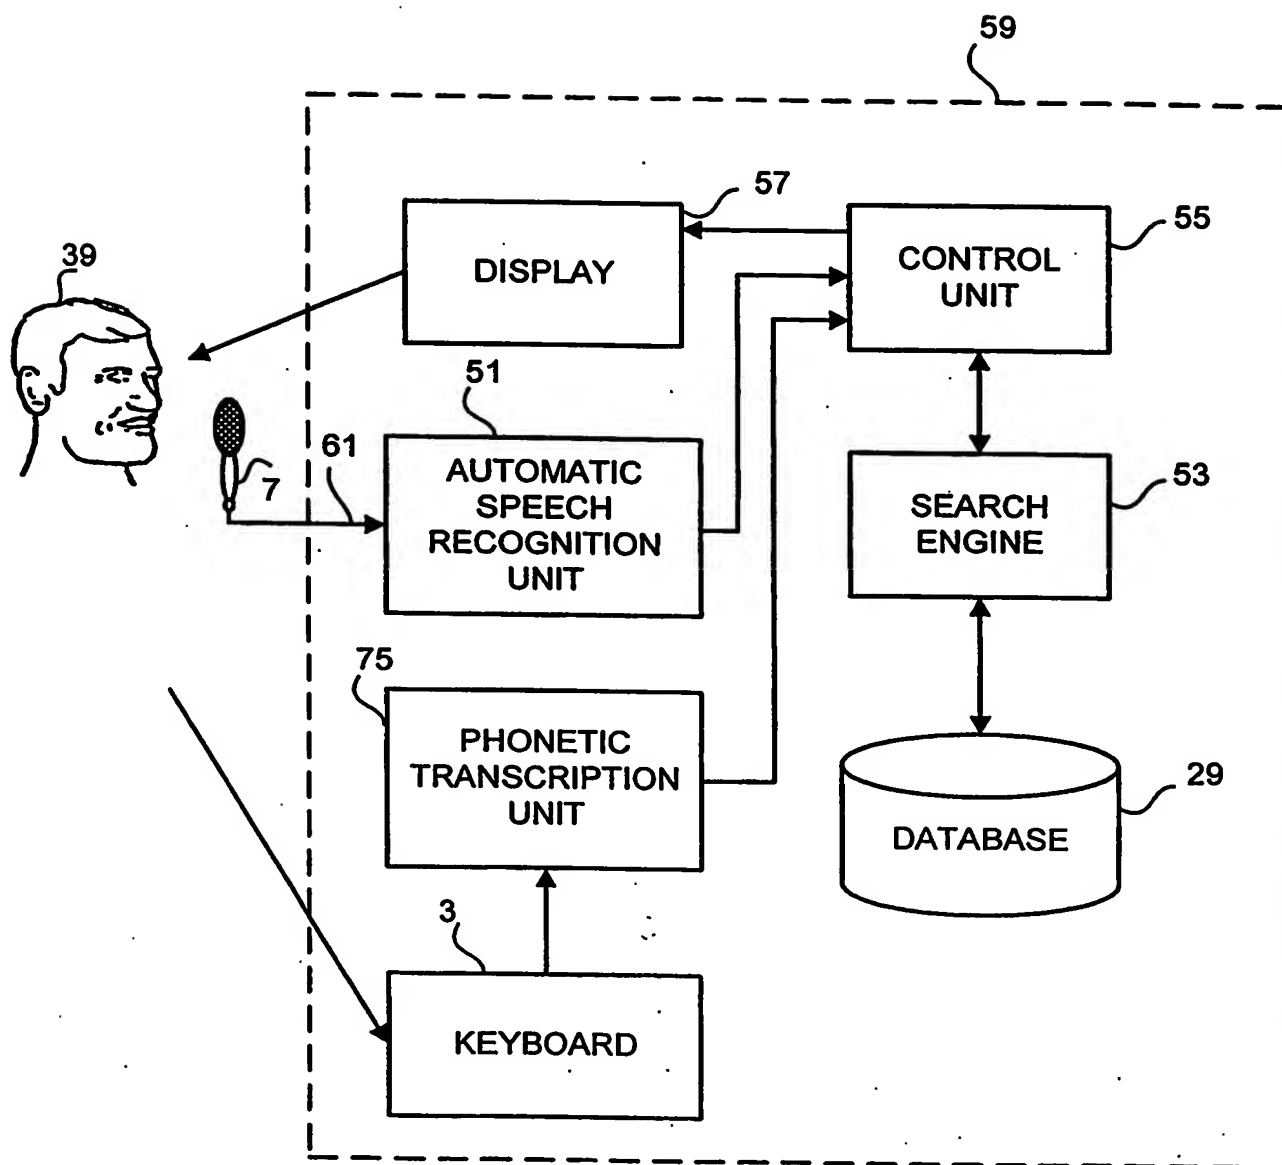 59
57
DISPLAY
CONTROL
UNIT
55
39
51
61
7
AUTOMATIC
SPEECH
RECOGNITION
UNIT
SEARCH
ENGINE
53
75
PHONETIC
TRANSCRIPTION
UNIT
DATABASE
29
3
KEYBOARD